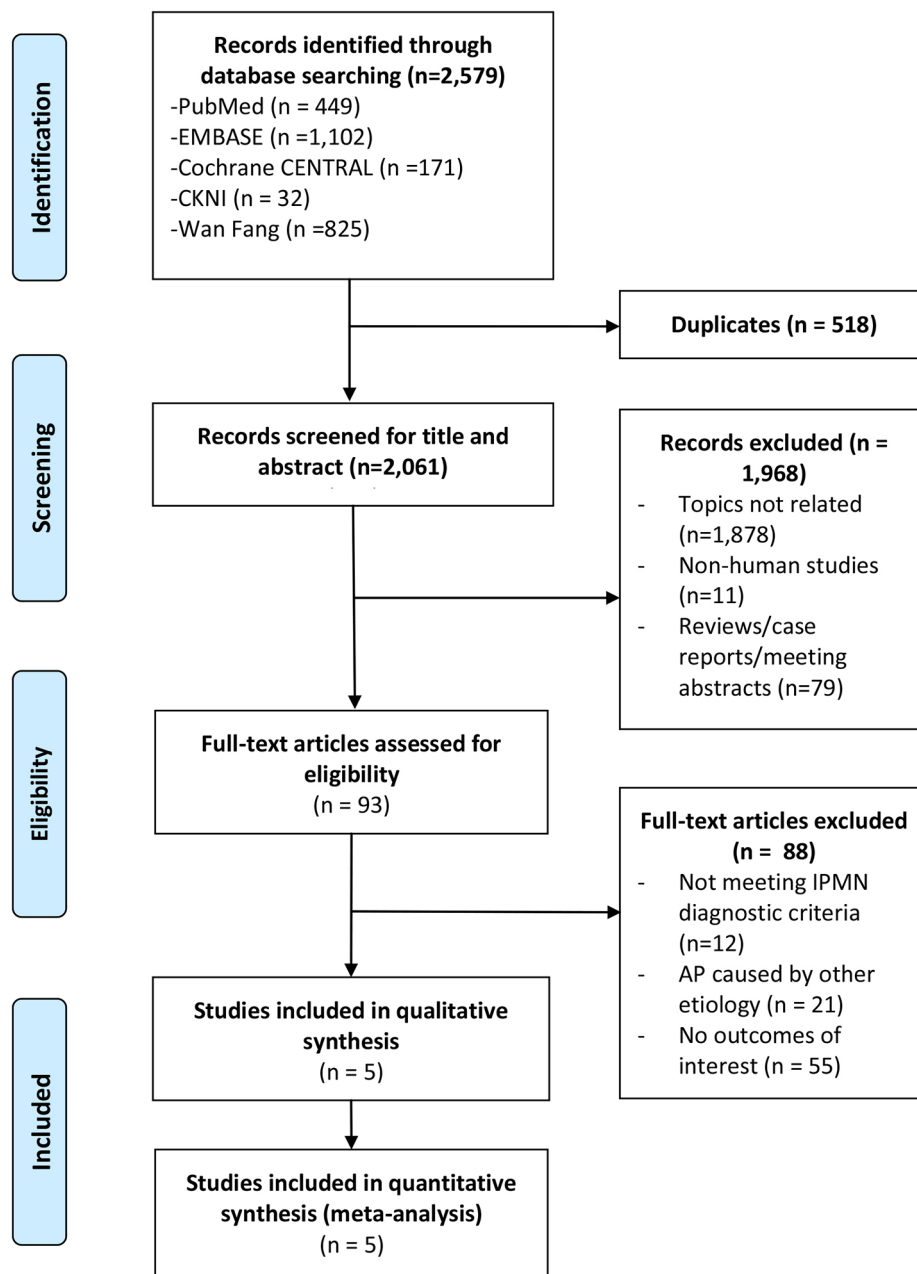 Identification
Records identified through
database searching (n=2,579)
-PubMed (n = 449)
-EMBASE (n =1,102)
-Cochrane CENTRAL (n =171)
-CKNI (n = 32)
-Wan Fang (n =825)
Duplicates (n = 518)
Screening
Records screened for title and
abstract (n=2,061)
Records excluded (n =
1,968)
- Topics not related
(n=1,878)
- Non-human studies
(n=11)
- Reviews/case
reports/meeting
abstracts (n=79)
Eligibility
Full-text articles assessed for
eligibility
(n = 93)
Full-text articles excluded
(n = 88)
- Not meeting IPMN
diagnostic criteria
(n=12)
- AP caused by other
etiology (n = 21)
- No outcomes of
interest (n = 55)
Included
Studies included in qualitative
synthesis
(n = 5)
Studies included in quantitative
synthesis (meta-analysis)
(n = 5)